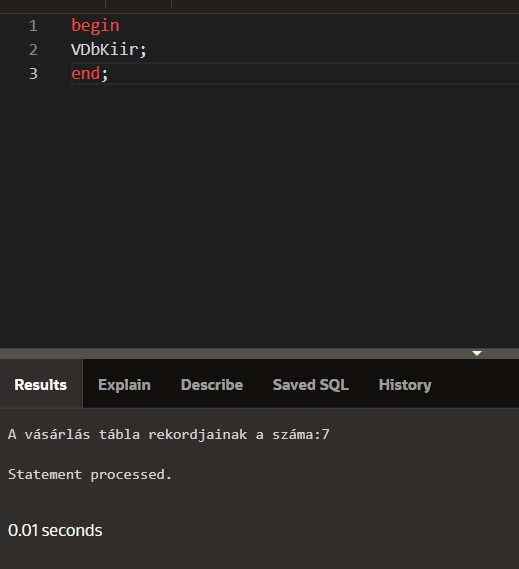 1 begin
2 VDbKiir;
3 end;
Results Explain Describe Saved SQL History
A vásárlás tábla rekordjainak a száma:7
Statement processed.
0.01 seconds